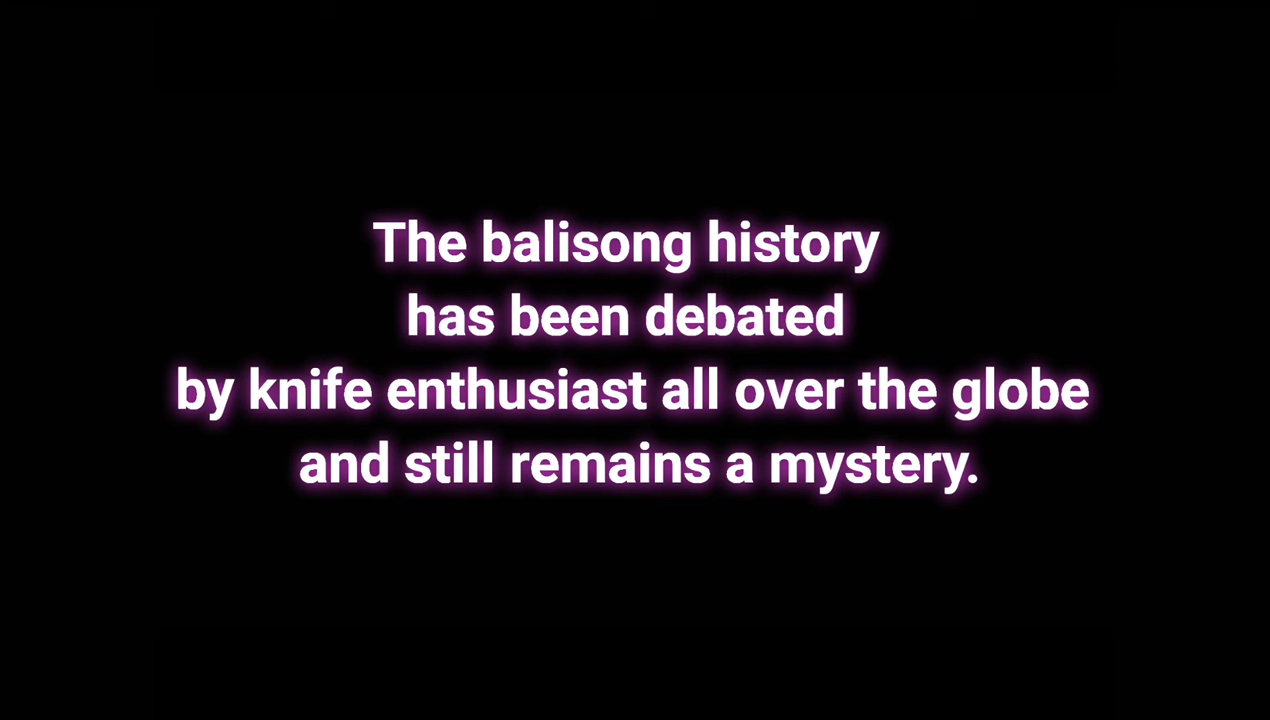 The balisong history
has been debated
by knife enthusiast all over the globe
and still remains a mystery.